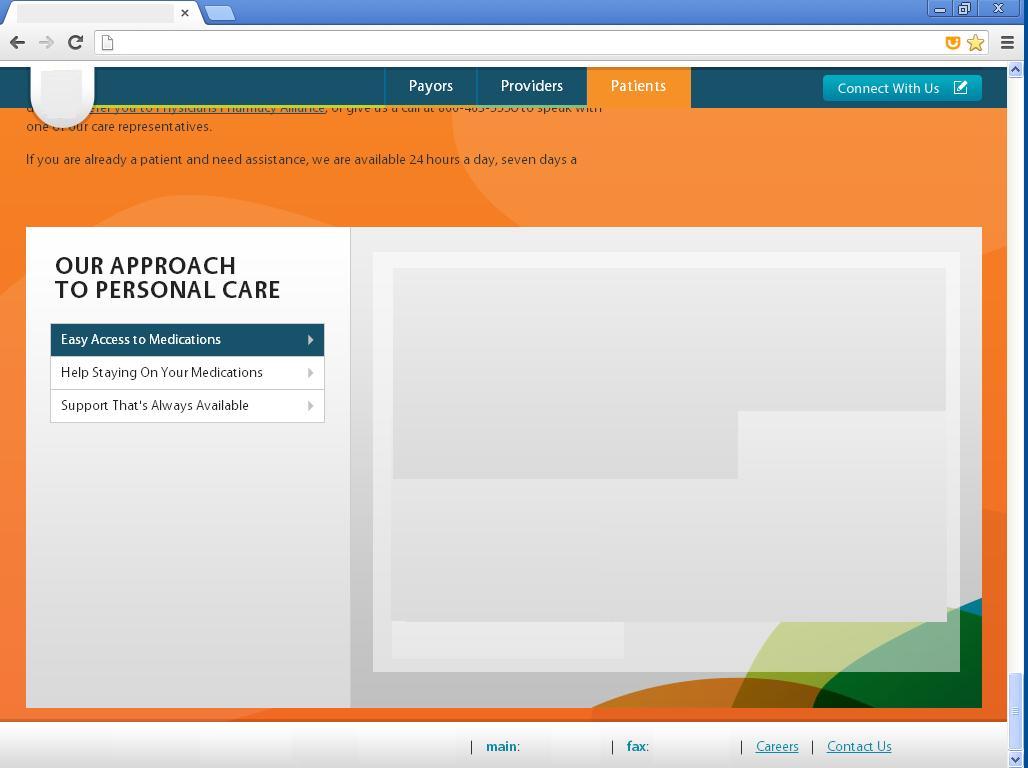 Payors
Providers
Patients
Connect With Us
refer you to Physicians Pharmacy Alliance, or give us a call at to speak with
one of our care representatives.
If you are already a patient and need assistance, we are available 24 hours a day, seven days a
OUR APPROACH
TO PERSONAL CARE
Easy Access to Medications
Help Staying On Your Medications
Support That's Always Available
| main: | fax: | Careers | Contact Us